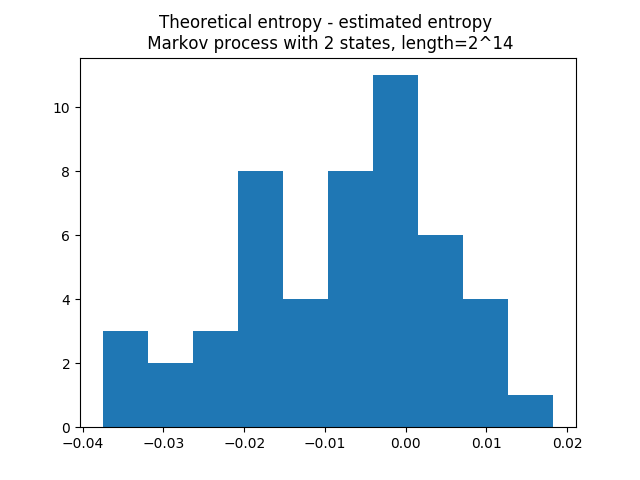 Theoretical entropy - estimated entropy
Markov process with 2 states, length=2^14
10
8
6
4
2
0
−0.04 −0.03 −0.02 −0.01 0.00 0.01 0.02